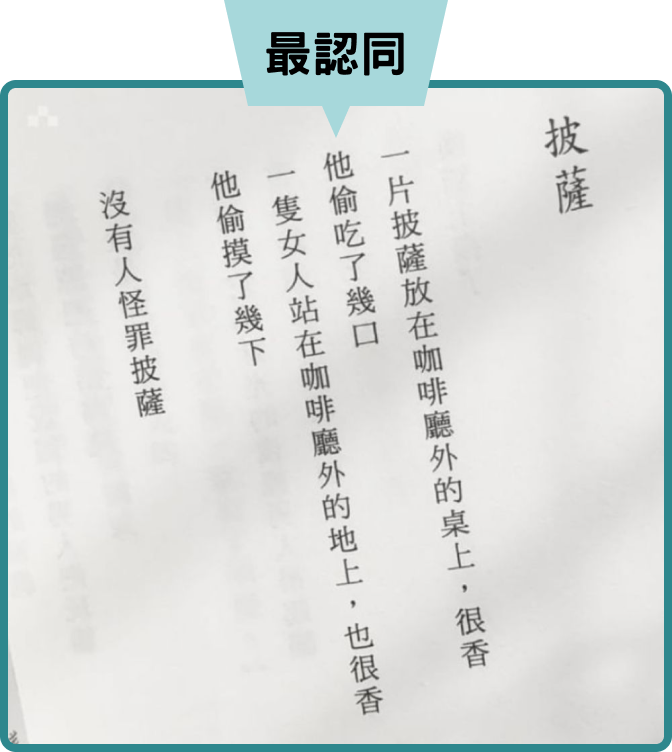 最認同
披薩
一片披薩放在咖啡廳外的桌上，很香
他偷吃了幾口
一隻女人站在咖啡廳外的地上，也很香
他偷摸了幾下
沒有人怪罪披薩